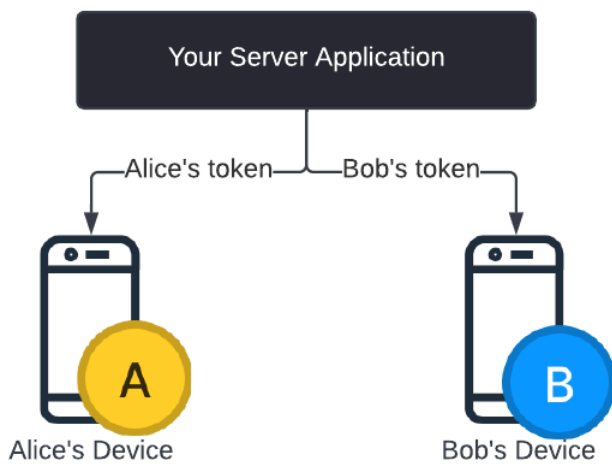 Your Server Application
Alice's token
Bob's token
A
B
Alice's Device
Bob's Device